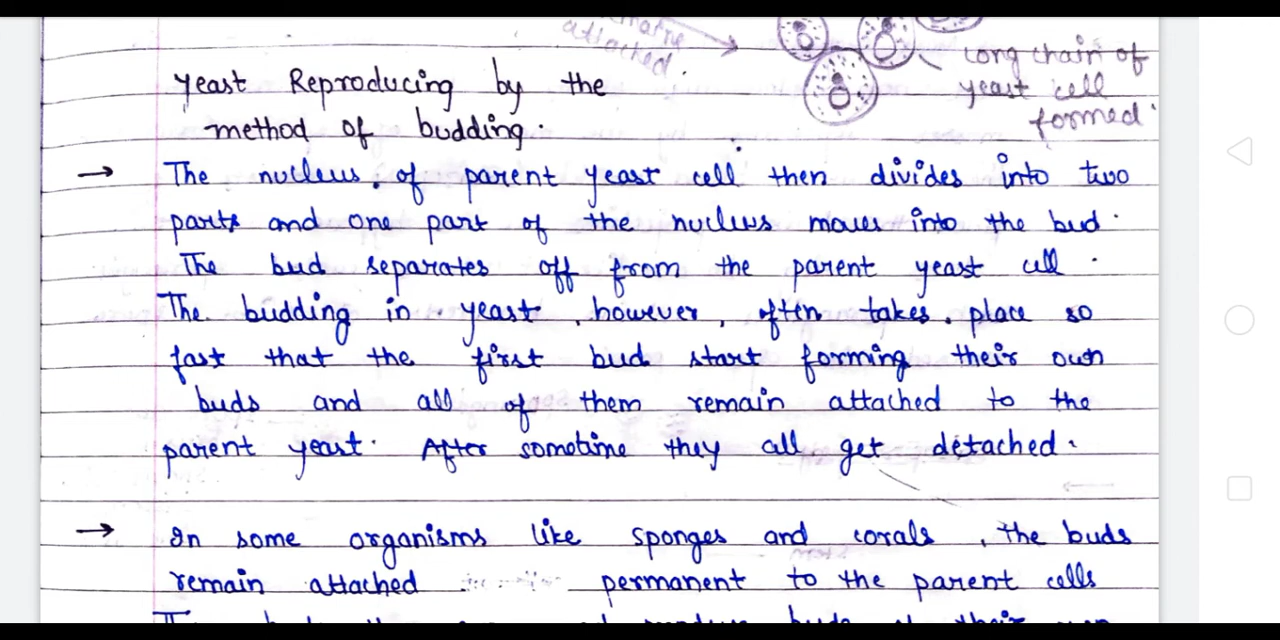 attached
long chain of
yeast cell
formed
yeast Reproducing by the
method of budding.
→ The nucleus, of parent yeast cell then divides into two
parts and one part of the nucleus moves into the bud.
The bud separates off from the parent yeast cell.
The budding in yeast, however, often takes place so
fast that the first bud start forming their own
buds and all of them remain attached to the
parent yeast. After sometime they all get detached.
→ In some organisms like sponges and corals, the buds
remain attached permanent to the parent cells